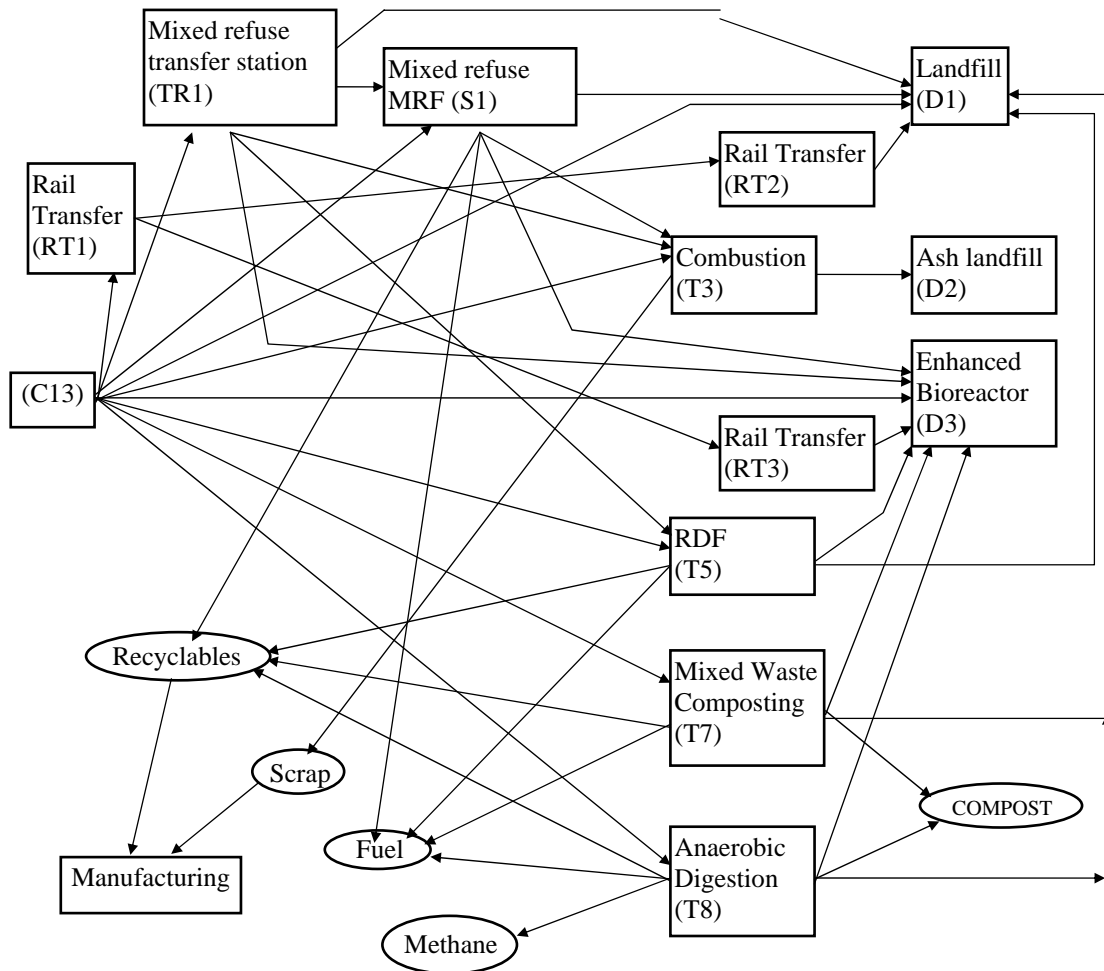 Mixed refuse
transfer station
(TR1)
Mixed refuse
MRF (S1)
Landfill
(D1)
Rail
Transfer
(RT1)
Rail Transfer
(RT2)
Combustion
(T3)
Ash landfill
(D2)
(C13)
Enhanced
Bioreactor
(D3)
Rail Transfer
(RT3)
RDF
(T5)
Recyclables
Mixed Waste
Composting
(T7)
Scrap
COMPOST
Fuel
Manufacturing
Anaerobic
Digestion
(T8)
Methane